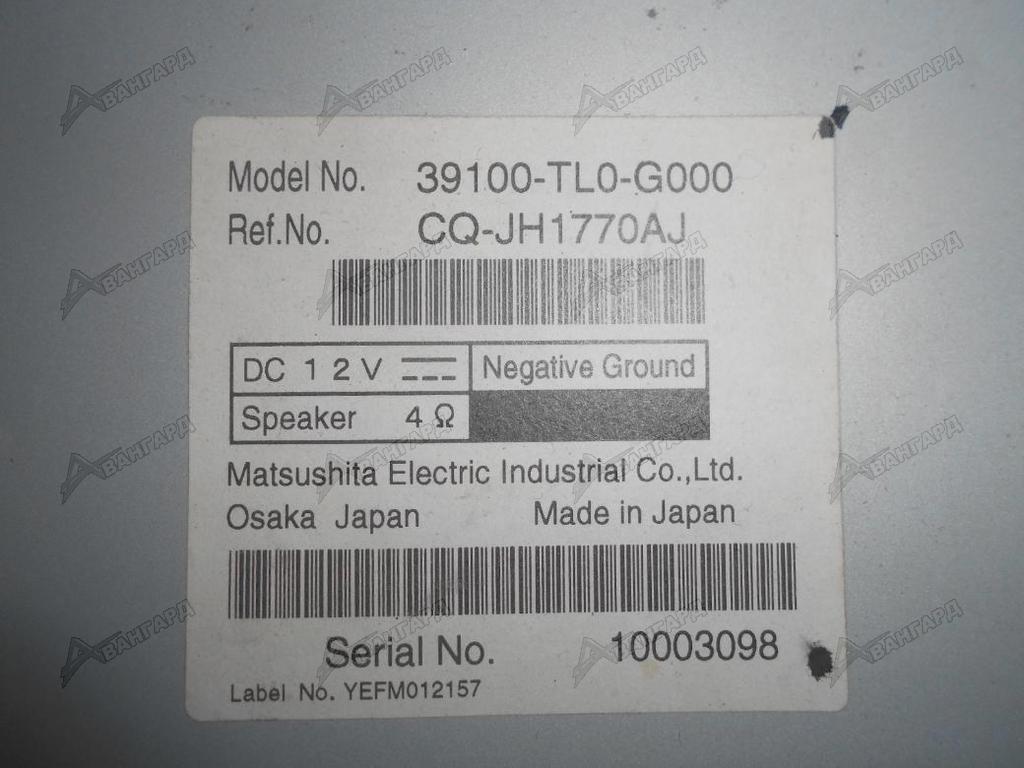 Model No. 39100-TL0-G000
Ref.No. CQ-JH1770AJ
DC 12V Negative Ground
Speaker 4Ω
Matsushita Electric Industrial Co.,Ltd.
Osaka Japan Made in Japan
Serial No. 10003098
Label No. YEFM012157
АВАНГАРД